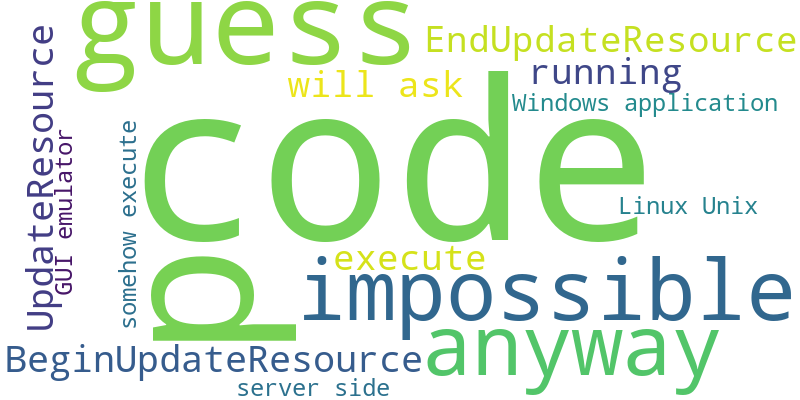 guess
EndUpdateResource
running
will ask
Windows application
code
UpdateResource
GUI emulator
somehow execute
Linux Unix
p
execute
impossible
anyway
BeginUpdateResource
server side